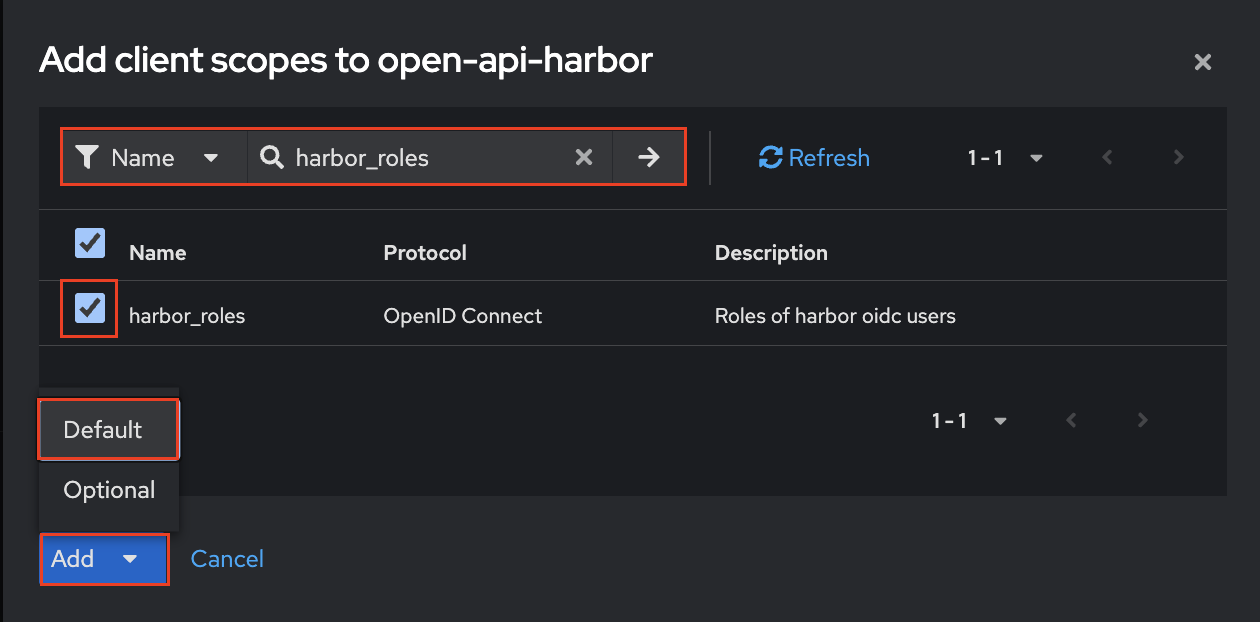 Add client scopes to open-api-harbor
Name harbor_roles Refresh 1 - 1
Name Protocol Description
harbor_roles OpenID Connect Roles of harbor oidc users
1 - 1
Default
Optional
Add Cancel